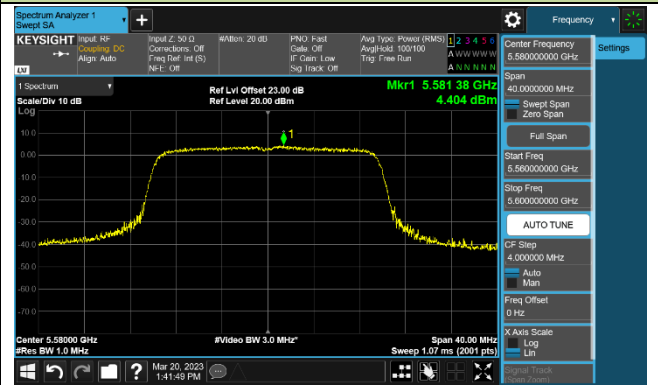 Spectrum Analyzer 1
Swept SA
+
Frequency
KEYSIGHT
Input: RF
Coupling: DC
Align: Auto
Input Z: 50 Ω
Corrections: Off
Freq Ref: Int (S)
NFE: Off
#Atten: 20 dB
PNO: Fast
Gate: Off
IF Gain: Low
Sig Track: Off
Avg Type: Power (RMS)
Avg|Hold: 100/100
Trig: Free Run
1 2 3 4 5 6
A W W W W W
A N N N N N
LXI
1 Spectrum
Scale/Div 10 dB
Log
Ref Lvl Offset 23.00 dB
Ref Level 20.00 dBm
Mkr1 5.581 38 GHz
4.404 dBm
1
10.0
0.00
-10.0
-20.0
-30.0
-40.0
-50.0
-60.0
-70.0
Center 5.58000 GHz
#Res BW 1.0 MHz
#Video BW 3.0 MHz*
Span 40.00 MHz
Sweep 1.07 ms (2001 pts)
Mar 20, 2023
1:41:49 PM
?
Center Frequency
5.580000000 GHz
Span
40.0000000 MHz
Swept Span
Zero Span
Full Span
Start Freq
5.560000000 GHz
Stop Freq
5.600000000 GHz
AUTO TUNE
CF Step
4.000000 MHz
Auto
Man
Freq Offset
0 Hz
X Axis Scale
Log
Lin
Signal Track
(Span Zoom)
Settings